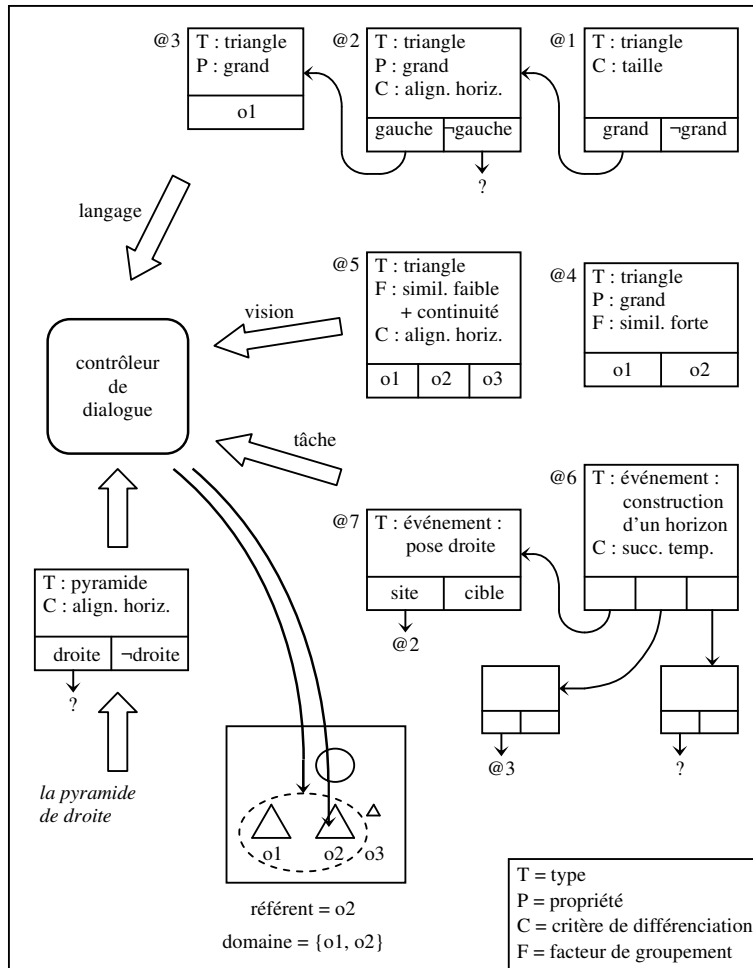 @3
T : triangle
P : grand
o1
@2
T : triangle
P : grand
C : align. horiz.
gauche ¬gauche
?
@1
T : triangle
C : taille
grand ¬grand
langage
@5
T : triangle
F : simil. faible
+ continuité
C : align. horiz.
o1 o2 o3
@4
T : triangle
P : grand
F : simil. forte
o1 o2
vision
contrôleur
de
dialogue
tâche
@7
T : événement :
pose droite
site cible
@2
@6
T : événement :
construction
d'un horizon
C : succ. temp.
@3
?
T : pyramide
C : align. horiz.
droite ¬droite
?
la pyramide
de droite
o1 o2 o3
référent = o2
domaine = {o1, o2}
T = type
P = propriété
C = critère de différenciation
F = facteur de groupement